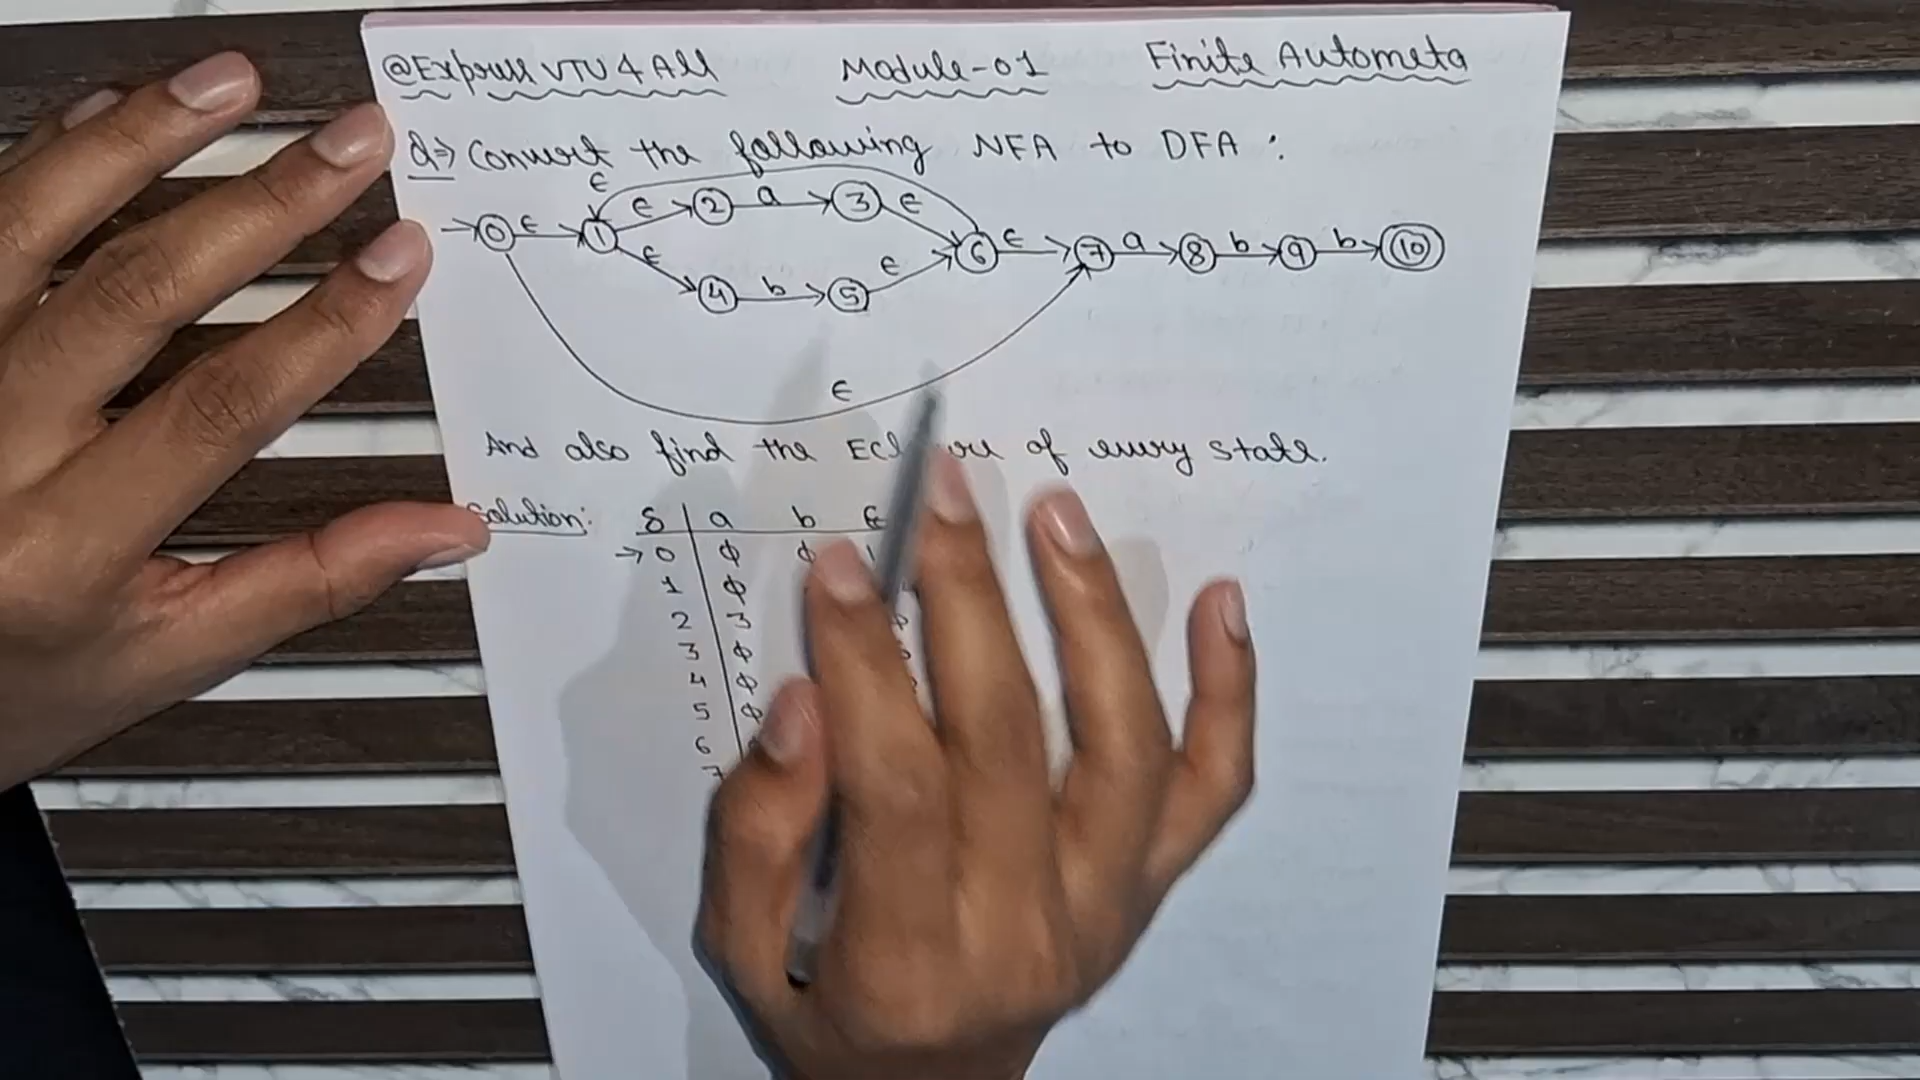 @Express VTU 4 All Module-01 Finite Autometa
Q⇒ Convert the following NFA to DFA :
ϵ
0 ϵ 1 ϵ 2 a 3 ϵ 6 ϵ 7 a 8 b 9 b 10
ϵ 4 b 5 ϵ
ϵ
And also find the of every state.
Solution: δ a b ϵ
→ 0 ϕ ϕ 1
1 ϕ
2 3 ϕ
3 ϕ
4 ϕ
5 ϕ
6
7